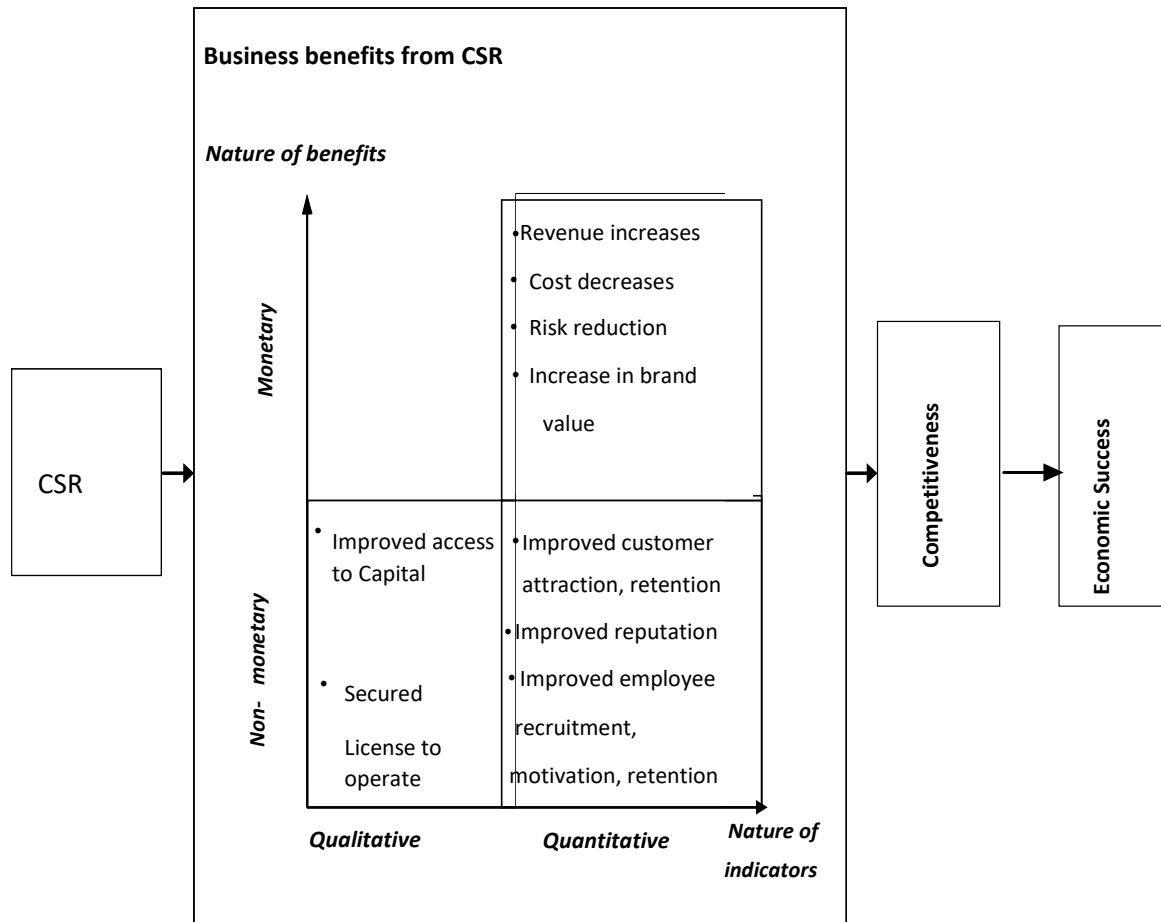 Business benefits from CSR
Nature of benefits
Monetary
• Revenue increases
• Cost decreases
• Risk reduction
• Increase in brand
value
CSR
Competitiveness
Economic Success
Non- monetary
• Improved access
to Capital
• Secured
License to
operate
• Improved customer
attraction, retention
• Improved reputation
• Improved employee
recruitment,
motivation, retention
Qualitative
Quantitative
Nature of
indicators